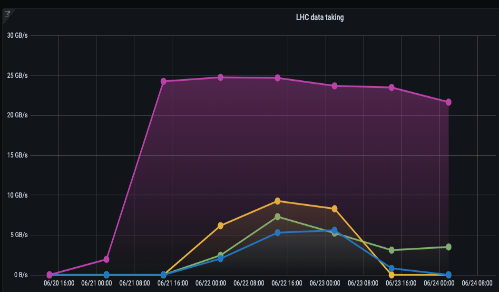 LHC data taking
30 GB/s
25 GB/s
20 GB/s
15 GB/s
10 GB/s
5 GB/s
0 B/s
06/20 16:00 06/21 00:00 06/21 08:00 06/21 16:00 06/22 00:00 06/22 08:00 06/22 16:00 06/23 00:00 06/23 08:00 06/23 16:00 06/24 00:00 06/24 08:00